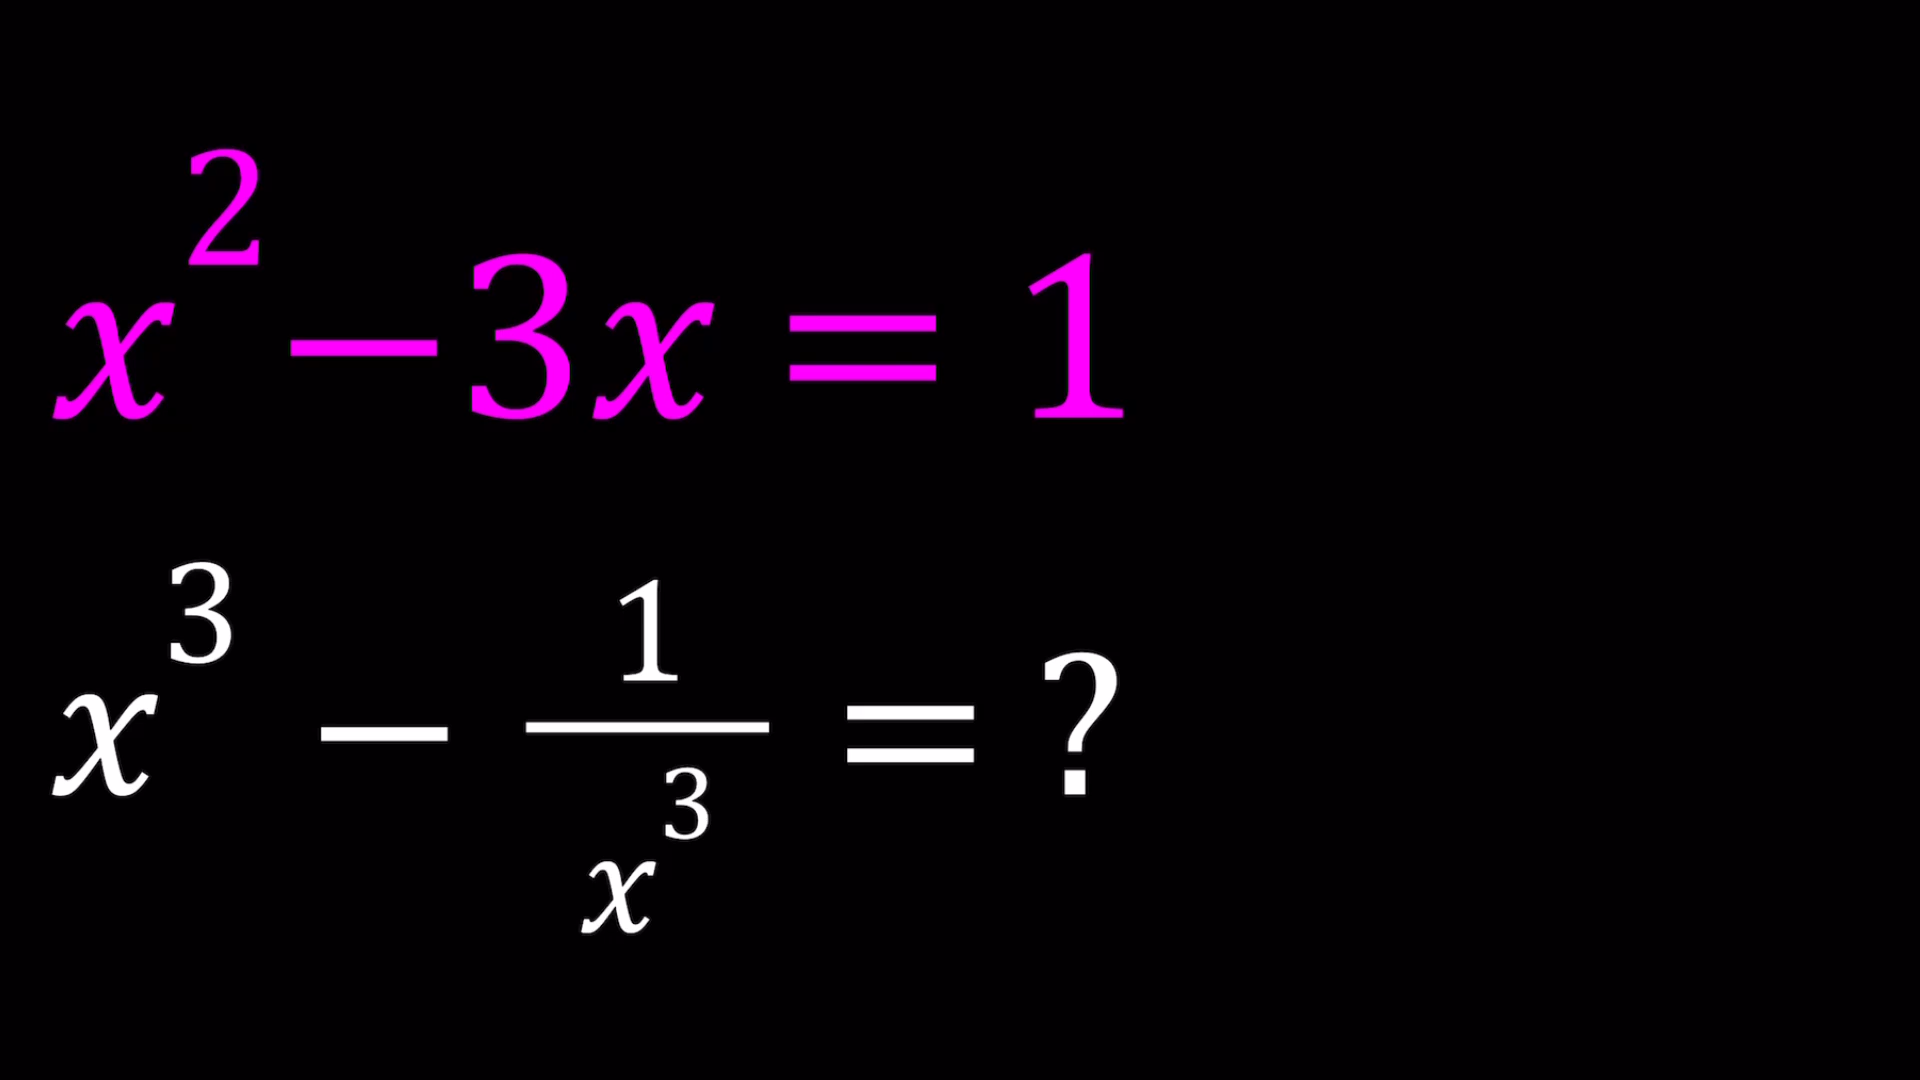 x² − 3x = 1
x³ − 1/x³ = ?